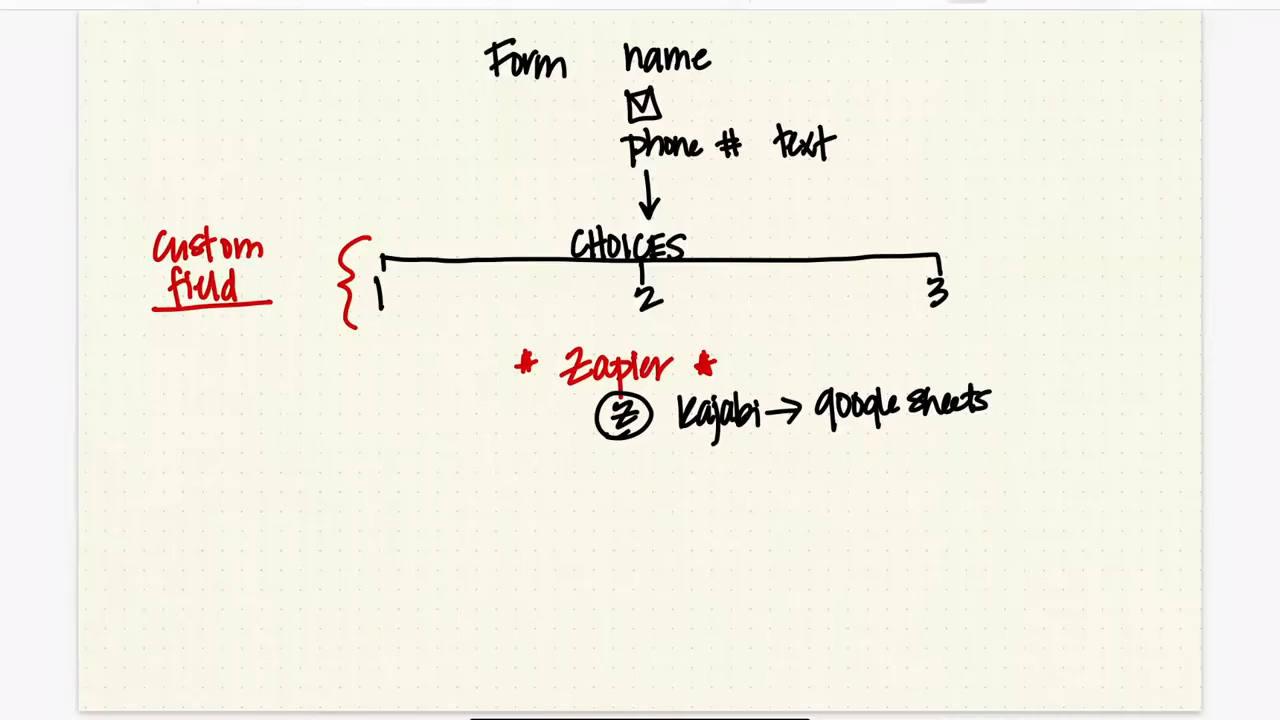 Form name
phone # text
CHOICES
custom
field
1 2 3
* Zapier *
Z Kajabi → google sheets